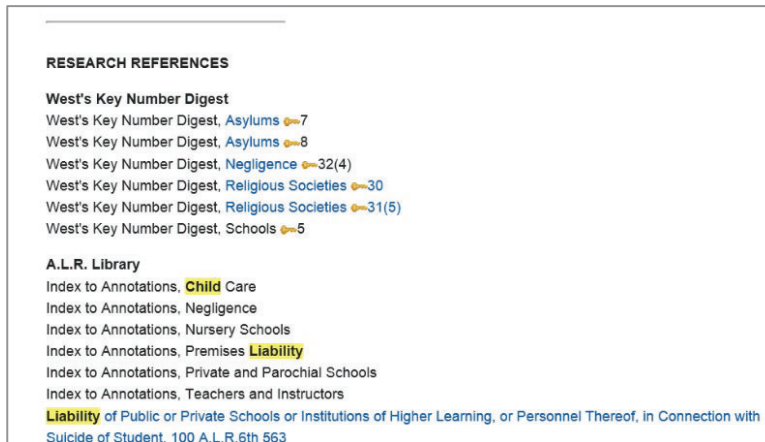 RESEARCH REFERENCES
West's Key Number Digest
West's Key Number Digest, Asylums 7
West's Key Number Digest, Asylums 8
West's Key Number Digest, Negligence 32(4)
West's Key Number Digest, Religious Societies 30
West's Key Number Digest, Religious Societies 31(5)
West's Key Number Digest, Schools 5
A.L.R. Library
Index to Annotations, Child Care
Index to Annotations, Negligence
Index to Annotations, Nursery Schools
Index to Annotations, Premises Liability
Index to Annotations, Private and Parochial Schools
Index to Annotations, Teachers and Instructors
Liability of Public or Private Schools or Institutions of Higher Learning, or Personnel Thereof, in Connection with
Suicide of Student, 100 A.L.R.6th 563